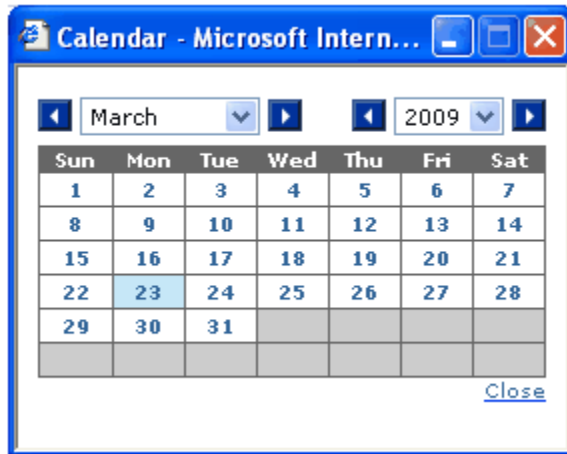 Calendar - Microsoft Intern...
March 2009
Sun Mon Tue Wed Thu Fri Sat
1 2 3 4 5 6 7
8 9 10 11 12 13 14
15 16 17 18 19 20 21
22 23 24 25 26 27 28
29 30 31
Close